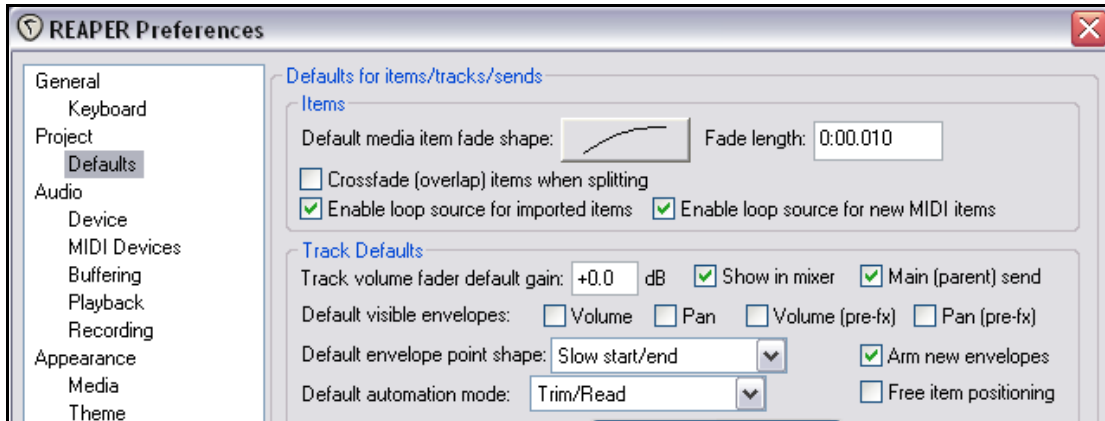 REAPER Preferences
General
Keyboard
Project
Defaults
Audio
Device
MIDI Devices
Buffering
Playback
Recording
Appearance
Media
Theme
Defaults for items/tracks/sends
Items
Default media item fade shape: Fade length: 0:00.010
Crossfade (overlap) items when splitting
Enable loop source for imported items Enable loop source for new MIDI items
Track Defaults
Track volume fader default gain: +0.0 dB Show in mixer Main (parent) send
Default visible envelopes: Volume Pan Volume (pre-fx) Pan (pre-fx)
Default envelope point shape: Slow start/end Arm new envelopes
Default automation mode: Trim/Read Free item positioning